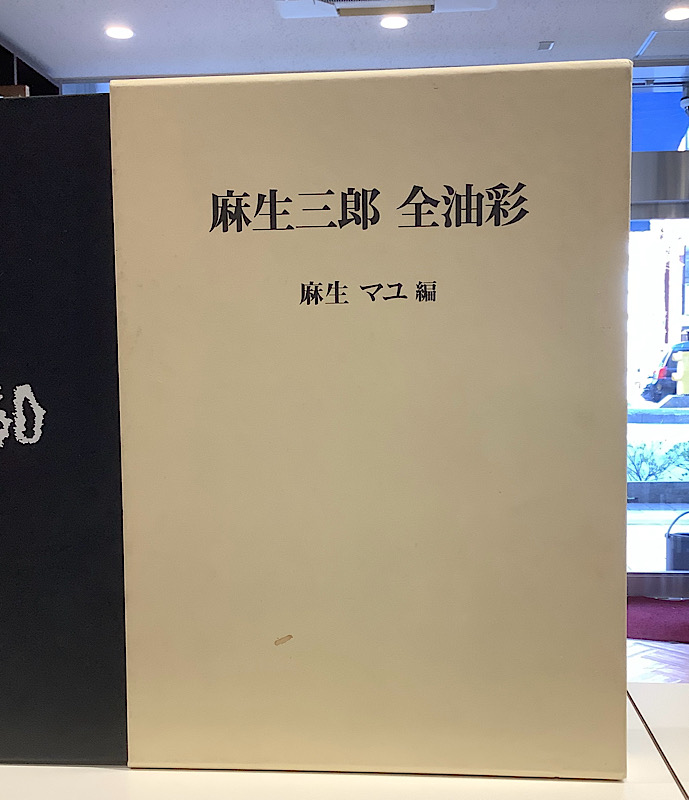 麻生三郎 全油彩
麻生 マユ 編